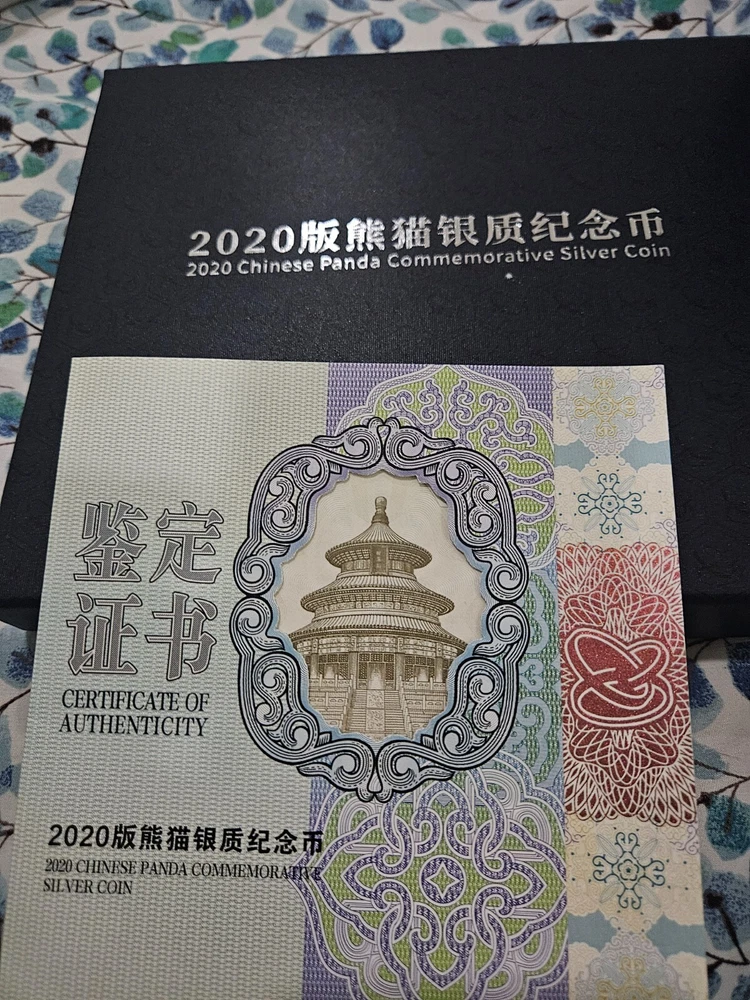 2020版熊猫银质纪念币
2020 Chinese Panda Commemorative Silver Coin
鉴定
证书
CERTIFICATE OF
AUTHENTICITY
2020版熊猫银质纪念币
2020 CHINESE PANDA COMMEMORATIVE
SILVER COIN